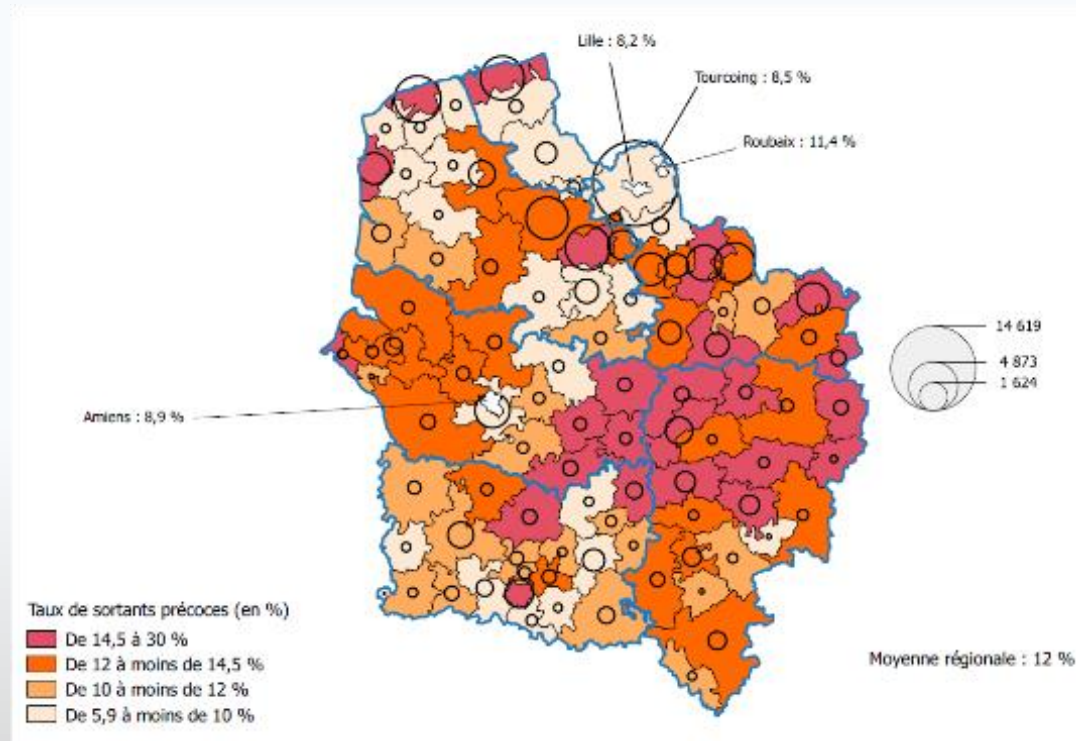 Lille : 8,2 %
Tourcoing : 8,5 %
Roubaix : 11,4 %
14 619
4 873
1 624
Amiens : 8,9 %
Taux de sortants précoces (en %)
De 14,5 à 30 %
De 12 à moins de 14,5 %
De 10 à moins de 12 %
De 5,9 à moins de 10 %
Moyenne régionale : 12 %